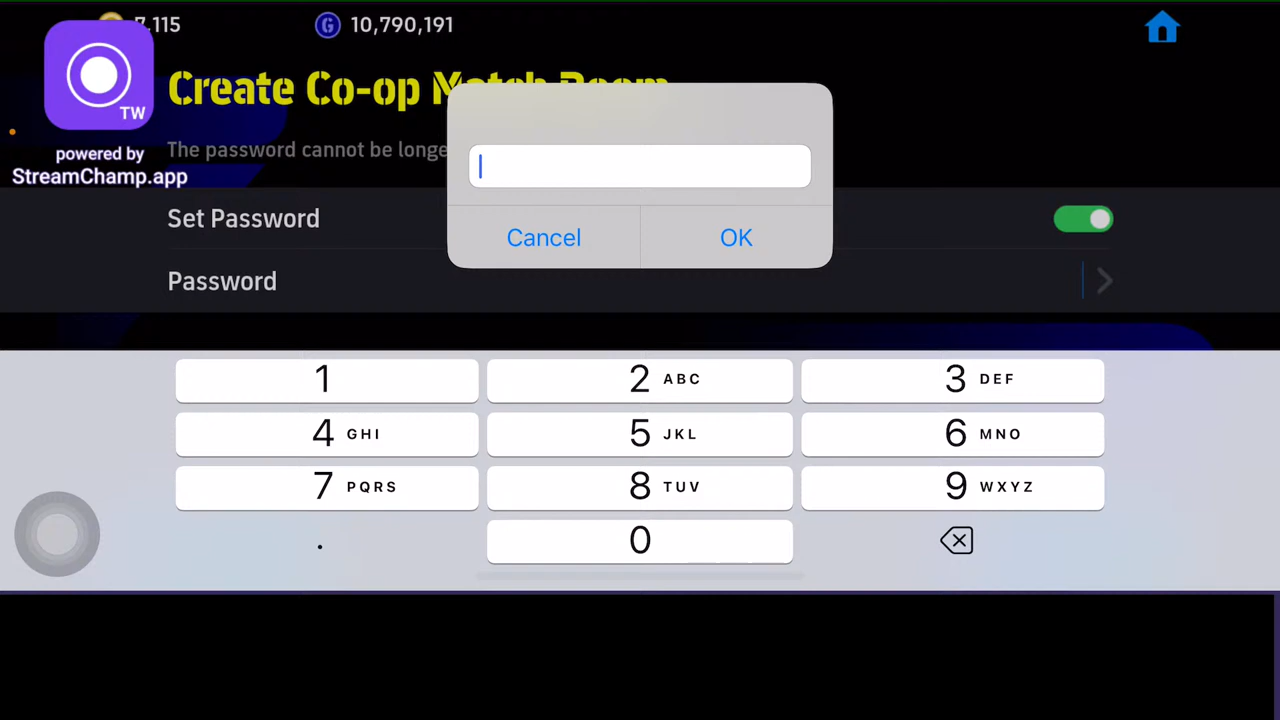 7,115
G 10,790,191
TW
powered by
StreamChamp.app
Create Co-op Match Room
The password cannot be longe
Set Password
Cancel
OK
Password
1
2 ABC
3 DEF
4 GHI
5 JKL
6 MNO
7 PQRS
8 TUV
9 WXYZ
.
0